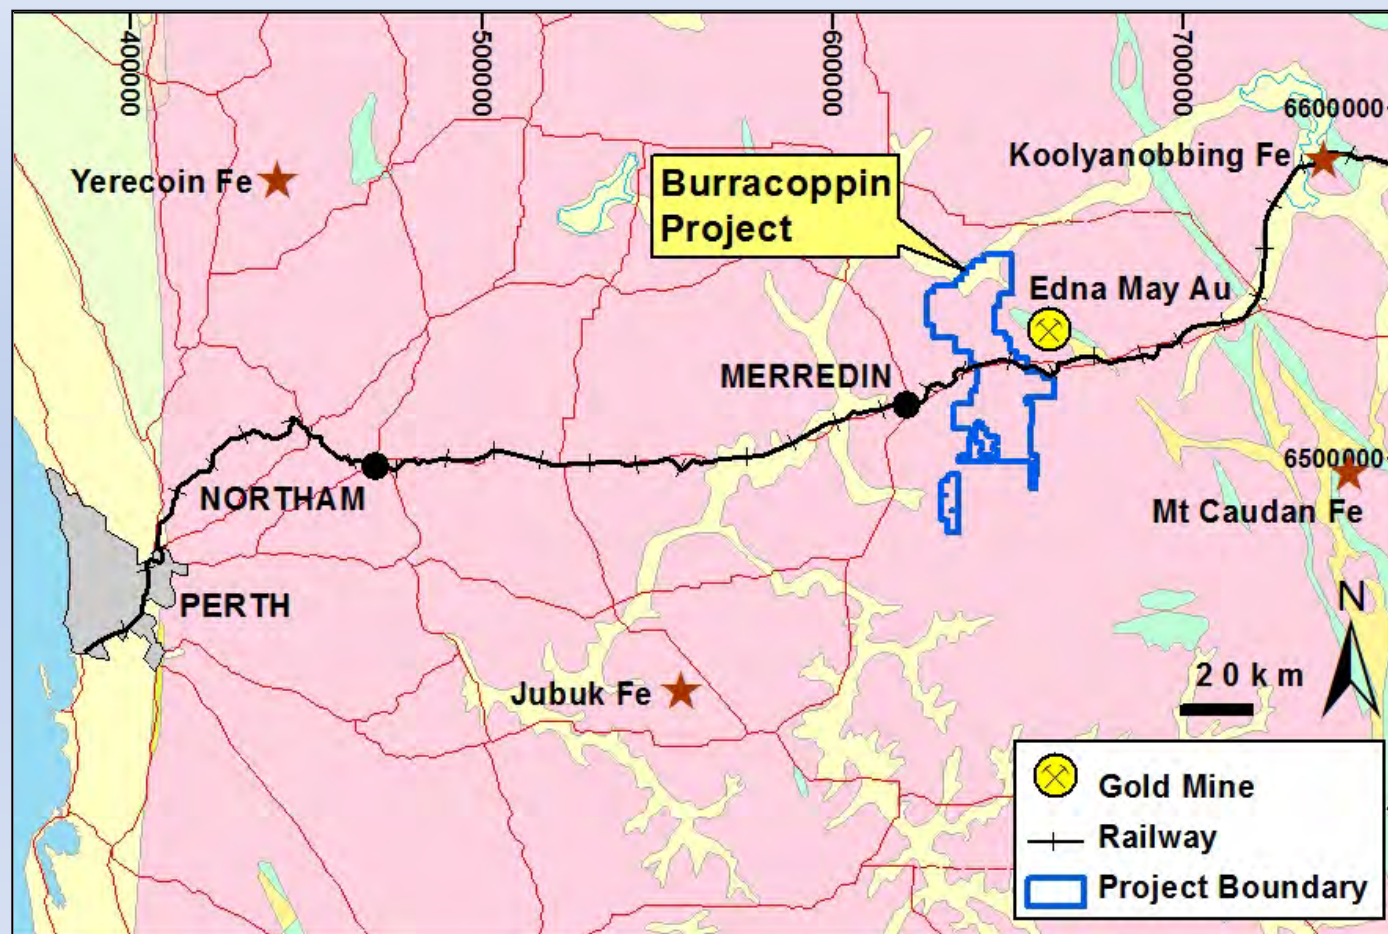 400000
500000
600000
700000
6600000
Koolyanobbing Fe
Yerecoin Fe
Burracoppin
Project
Edna May Au
MERREDIN
6500000
NORTHAM
Mt Caudan Fe
PERTH
N
Jubuk Fe
20 km
Gold Mine
Railway
Project Boundary